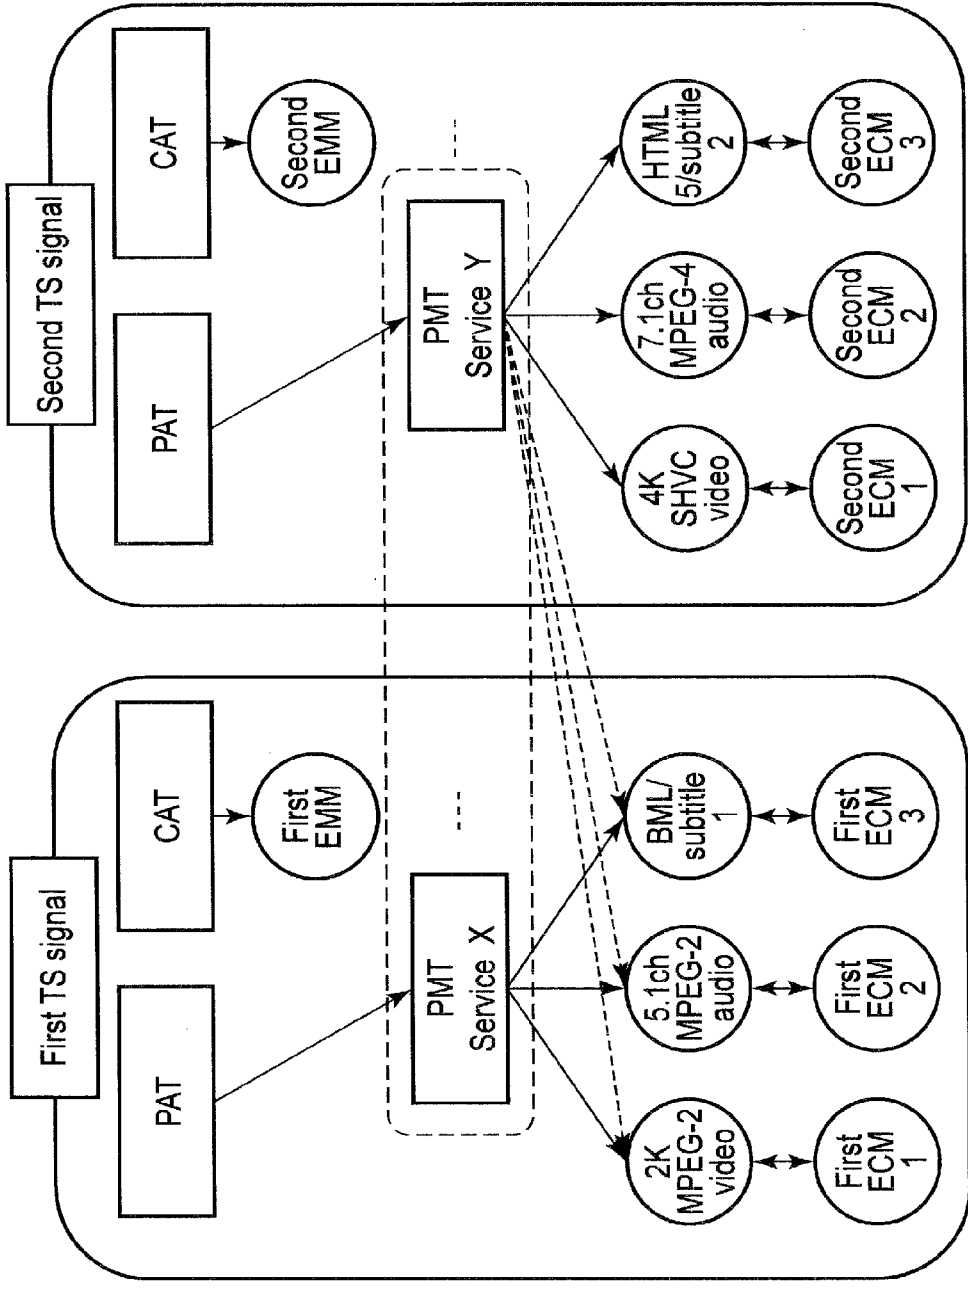 First TS signal
PAT
CAT
First
EMM
PMT
Service X
2K
MPEG-2
video
5.1ch
MPEG-2
audio
BML/
subtitle
1
First
ECM
1
First
ECM
2
First
ECM
3
Second TS signal
PAT
CAT
Second
EMM
PMT
Service Y
4K
SHVC
video
7.1ch
MPEG-4
audio
HTML
5/subtitle
2
Second
ECM
1
Second
ECM
2
Second
ECM
3